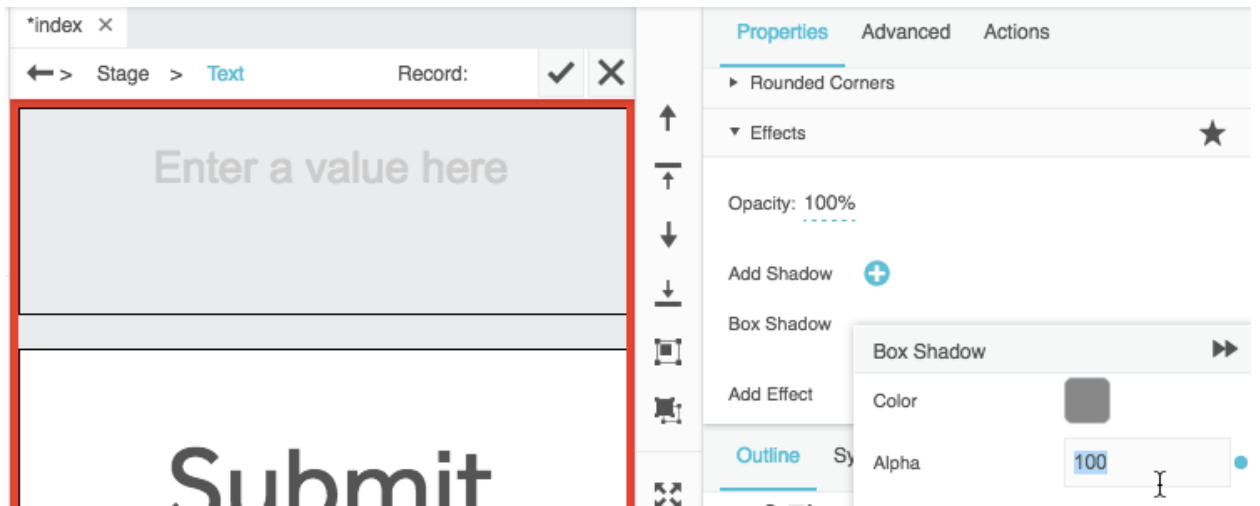 *index ×
> Stage > Text Record:
Enter a value here
Submit
Properties Advanced Actions
Rounded Corners
Effects
Opacity: 100%
Add Shadow
Box Shadow
Add Effect
Box Shadow
Color
Alpha 100
Outline Sy